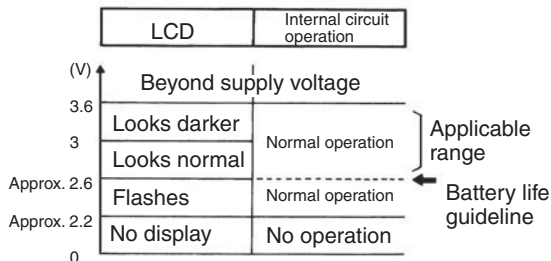 LCD
Internal circuit
operation
(V)
Beyond supply voltage
3.6
Looks darker
3
Normal operation
Applicable
range
Looks normal
Approx. 2.6
Flashes
Normal operation
Battery life
guideline
Approx. 2.2
No display
No operation
0